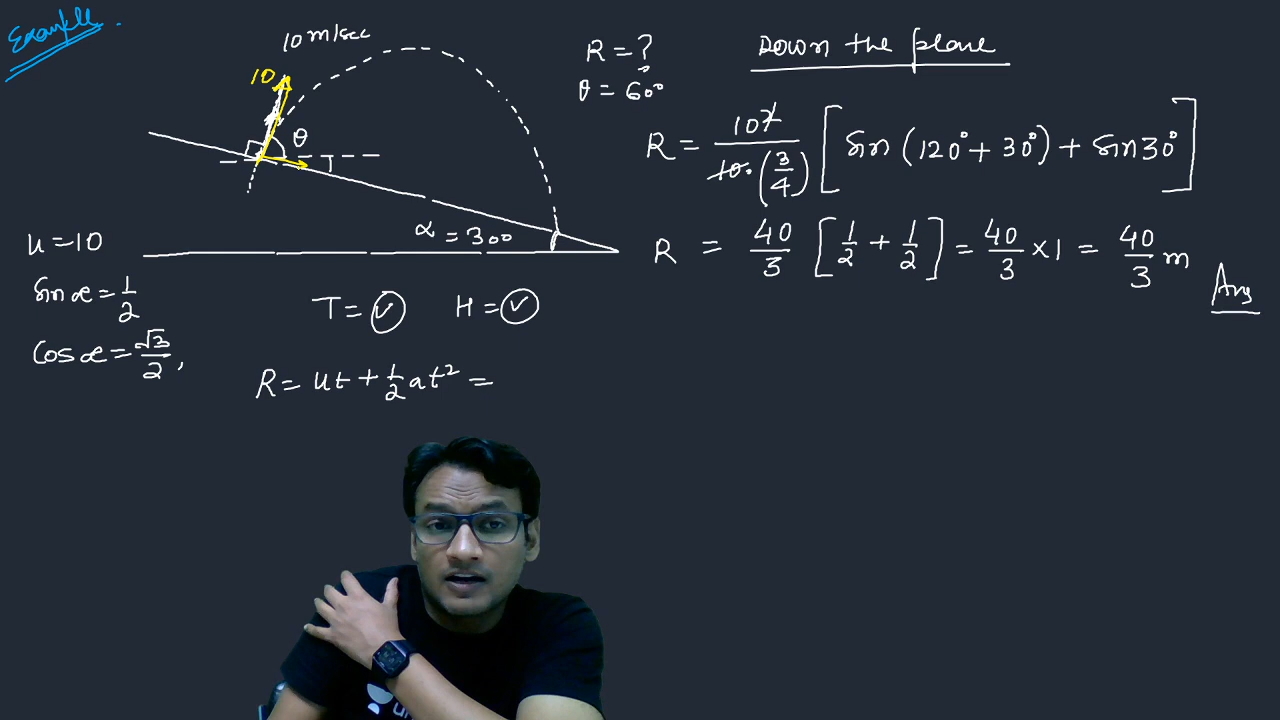 Example.
10 m/sec
10
θ
α = 30°
u = 10
sin α = 1/2
cos α = √3/2,
T = ✓ H = ✓
R = ut + 1/2 at² =
R = ?
θ = 60°
Down the plane
R = 10²/10·(3/4) [sin (120° + 30°) + sin 30°]
R = 40/3 [1/2 + 1/2] = 40/3 × 1 = 40/3 m
Ans